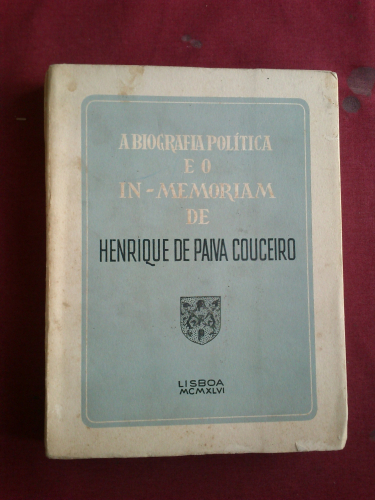 A BIOGRAFIA POLÍTICA
E O
IN-MEMORIAM
DE
HENRIQUE DE PAIVA COUCEIRO
LISBOA
MCMXLVI